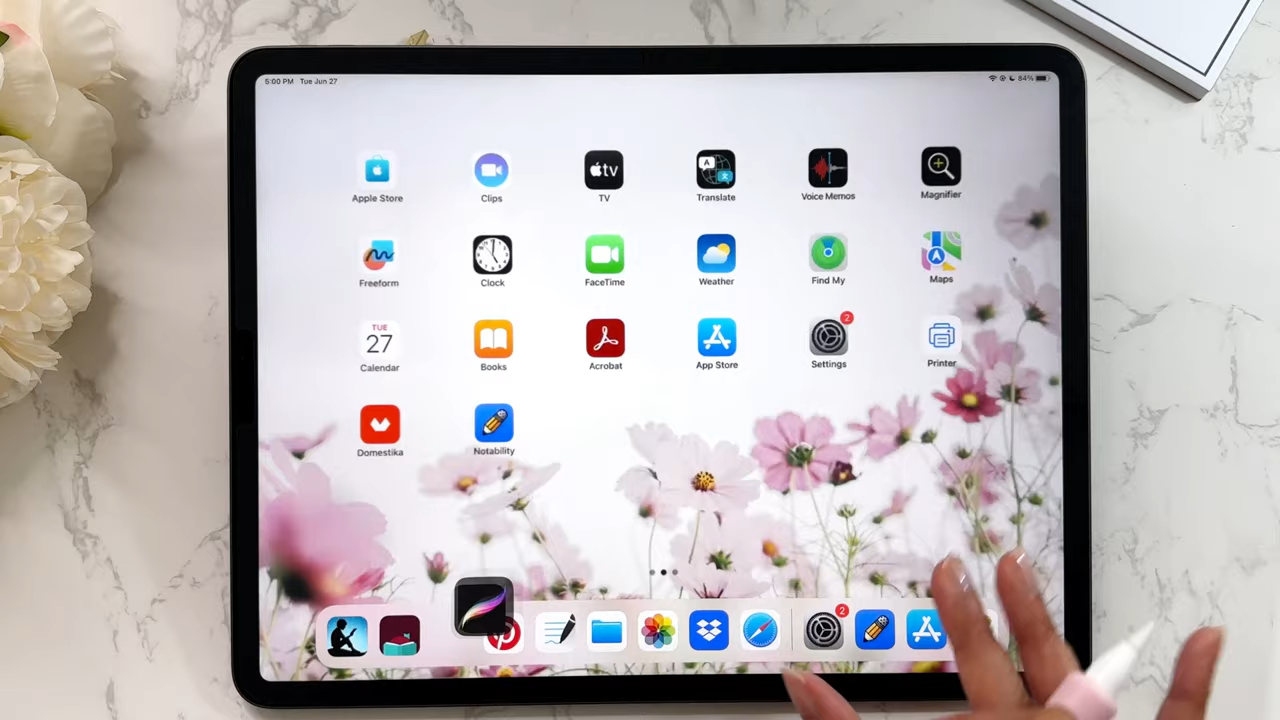 5:00 PM Tue Jun 27
84%
Apple Store Clips TV Translate Voice Memos Magnifier
tv
A
Freeform Clock FaceTime Weather Find My Maps
TUE
27
2
Calendar Books Acrobat App Store Settings Printer
Domestika Notability
2